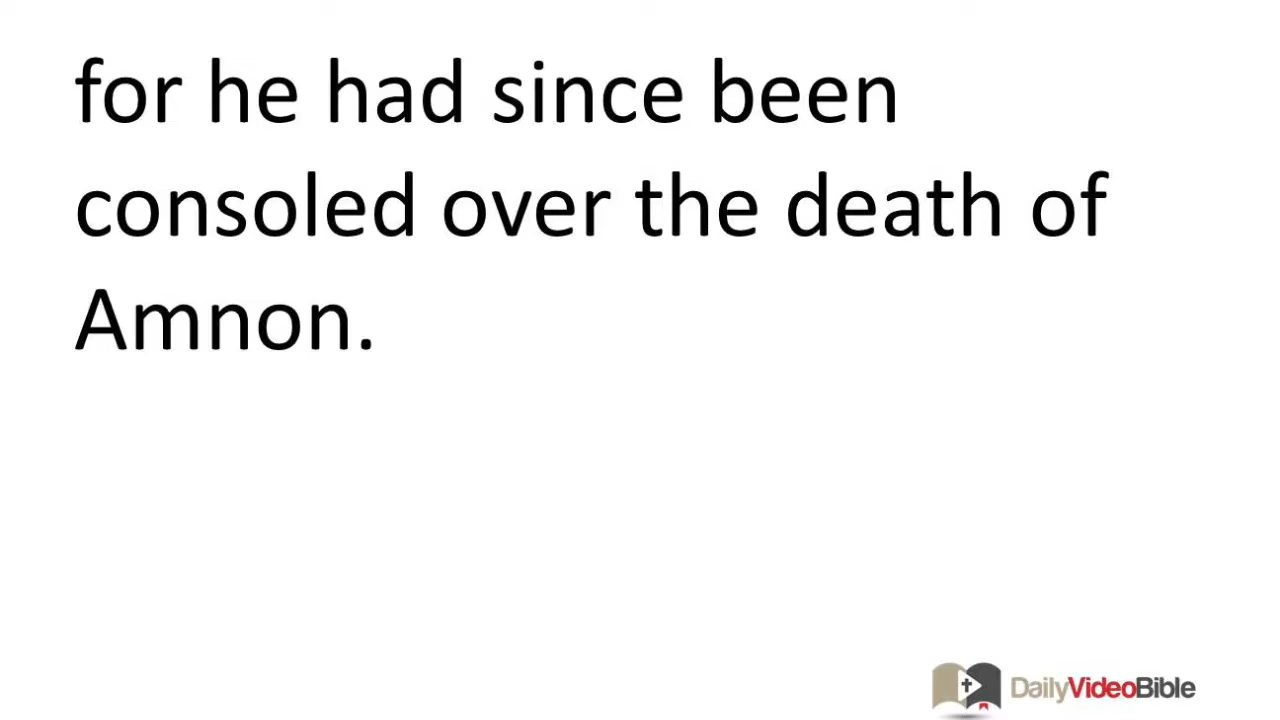 for he had since been
consoled over the death of
Amnon.
DailyVideoBible